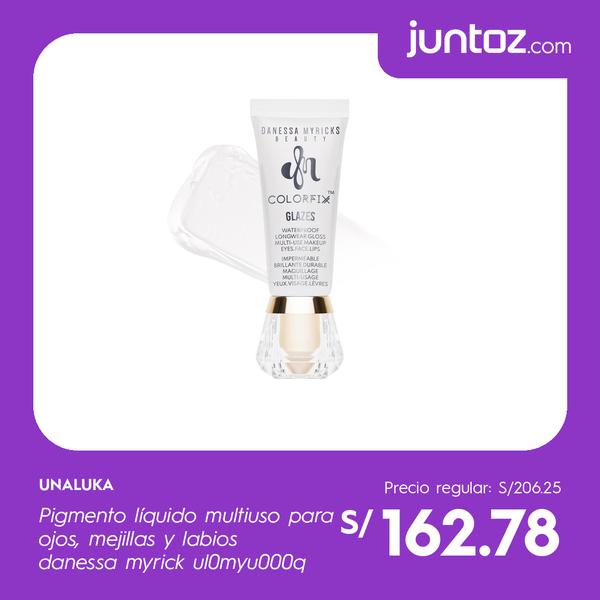 juntoz.com
DANESSA MYRICKS
BEAUTY
COLORFIX™
GLAZES
WATERPROOF
LONGWEAR GLOSS
MULTI-USE MAKEUP
EYES.FACE.LIPS
IMPERMÉABLE
BRILLANTE DURABLE
MAQUILLAGE
MULTI-USAGE
YEUX.VISAGE.LÈVRES
UNALUKA
Pigmento líquido multiuso para
ojos, mejillas y labios
danessa myrick ul0myu000q
Precio regular: S/206.25
S/162.78